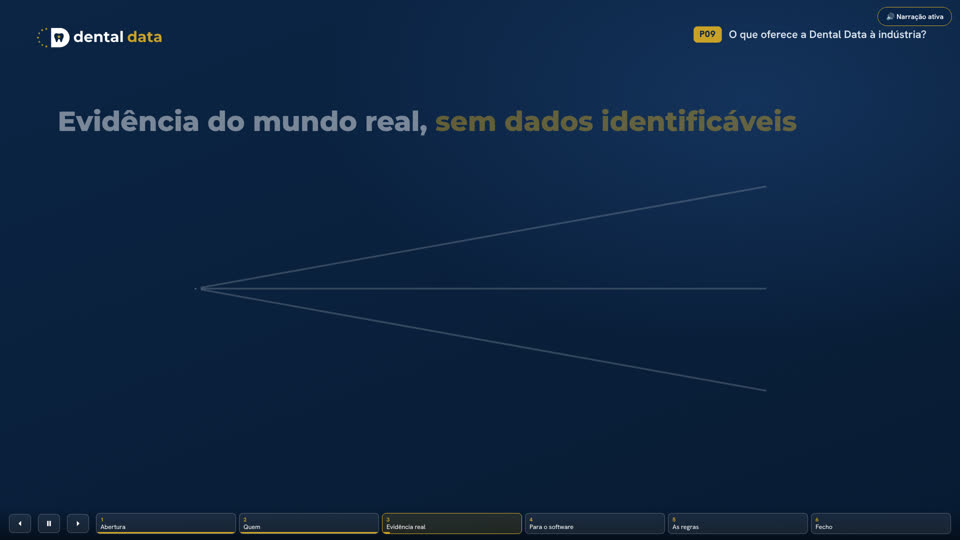 🔊 Narração ativa
dental data
P09 O que oferece a Dental Data à indústria?
Evidência do mundo real, sem dados identificáveis
1
Abertura
2
Quem
3
Evidência real
4
Para o software
5
As regras
6
Fecho